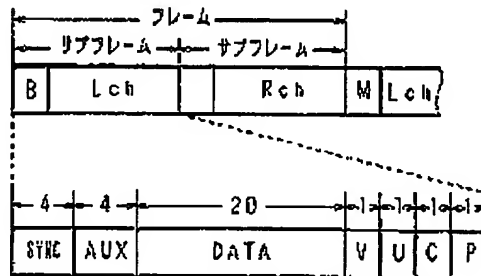 フレーム
サブフレーム サブフレーム
B Lch Rch M Lch
4 4 20 1 1 1 1
SYNC AUX DATA V U C P